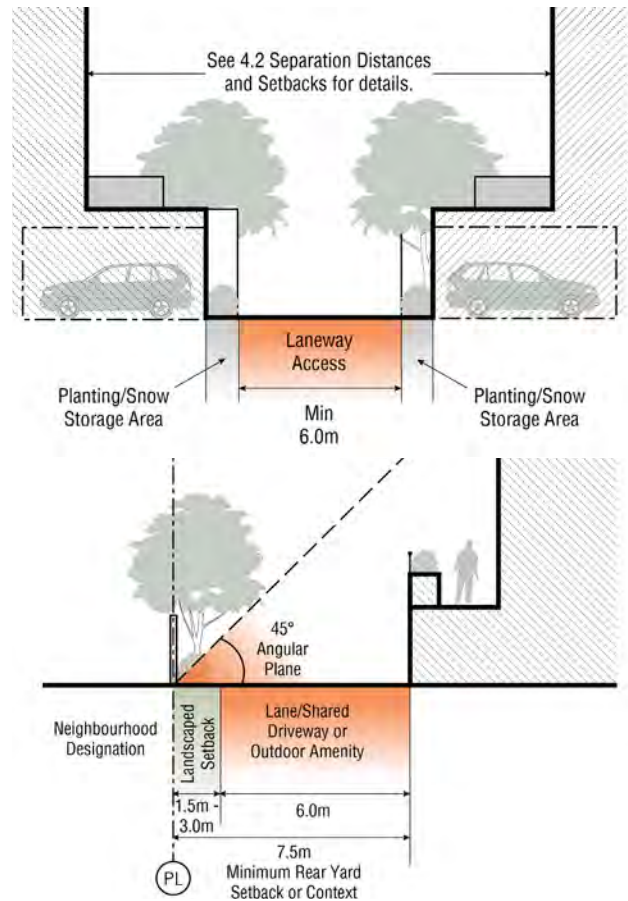 See 4.2 Separation Distances
and Setbacks for details.
Laneway
Access
Planting/Snow
Storage Area
Min
6.0m
Planting/Snow
Storage Area
45°
Angular
Plane
Neighbourhood
Designation
Landscaped
Setback
Lane/Shared
Driveway or
Outdoor Amenity
1.5m -
3.0m
6.0m
7.5m
Minimum Rear Yard
Setback or Context
PL